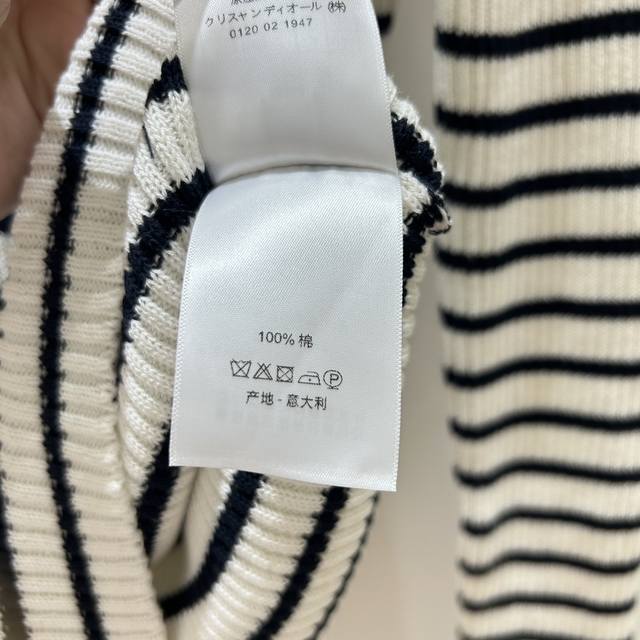 クリスチャンディオール（株）
0120 02 1947
100% 棉
产地 - 意大利